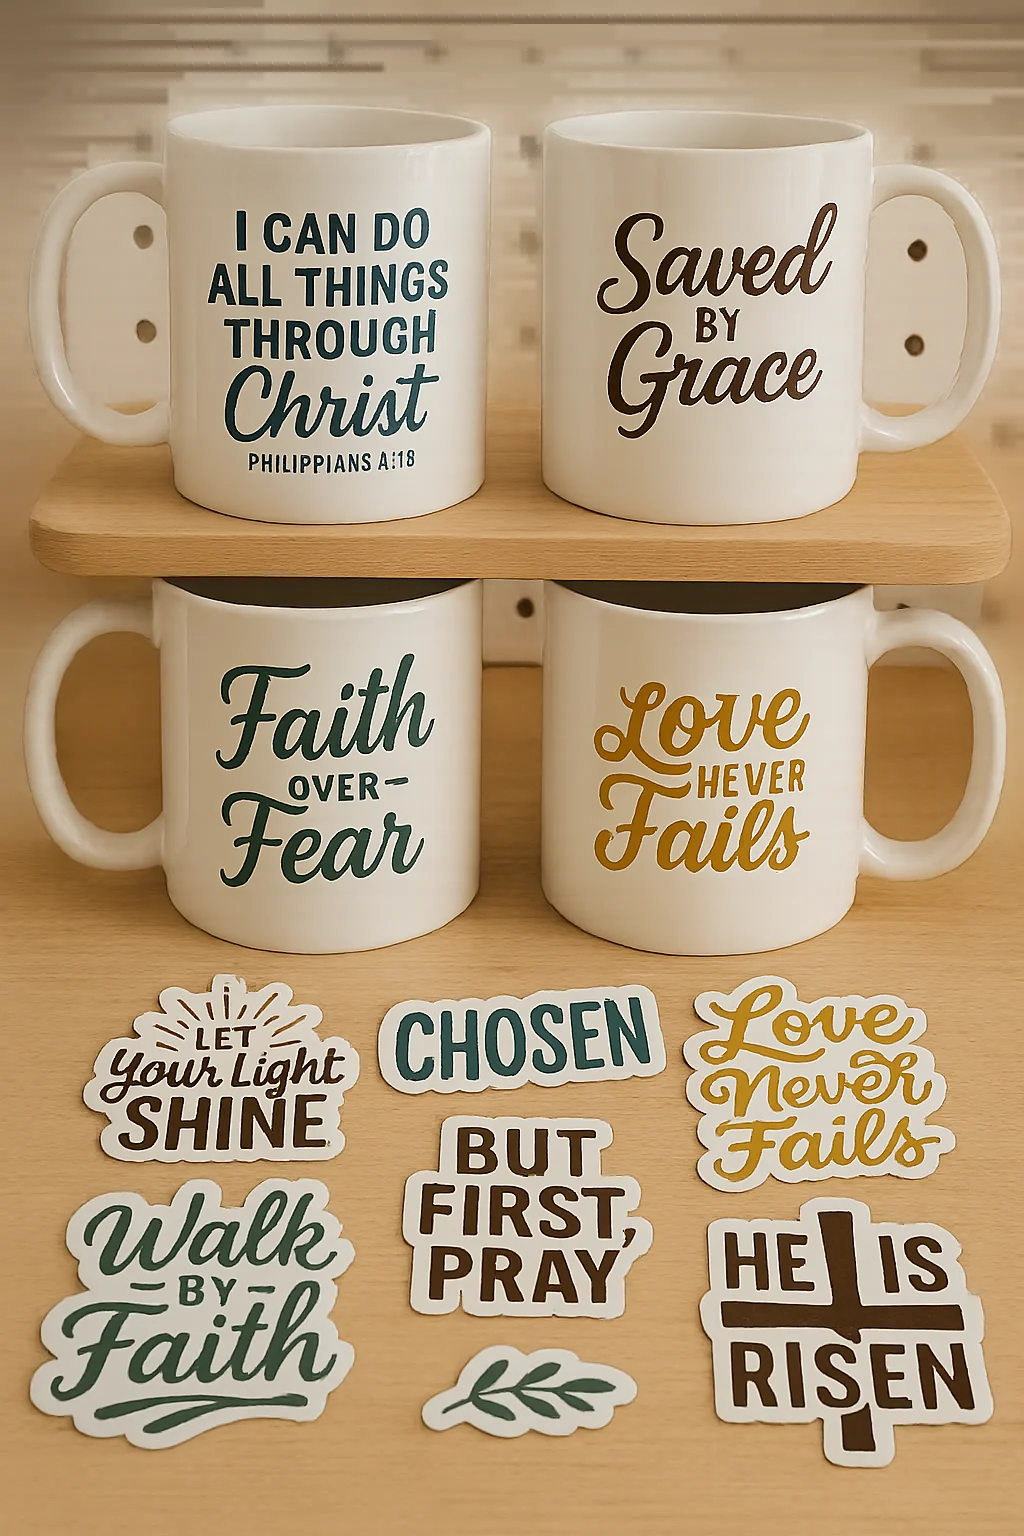 I CAN DO
ALL THINGS
THROUGH
Christ
PHILIPPIANS A:18
Saved
BY
Grace
Faith
OVER-
Fear
Love
HEVER
Fails
LET
Your Light
SHINE
CHOSEN
Love
Never
Fails
BUT
FIRST,
PRAY
Walk
-BY-
Faith
HE IS
RISEN